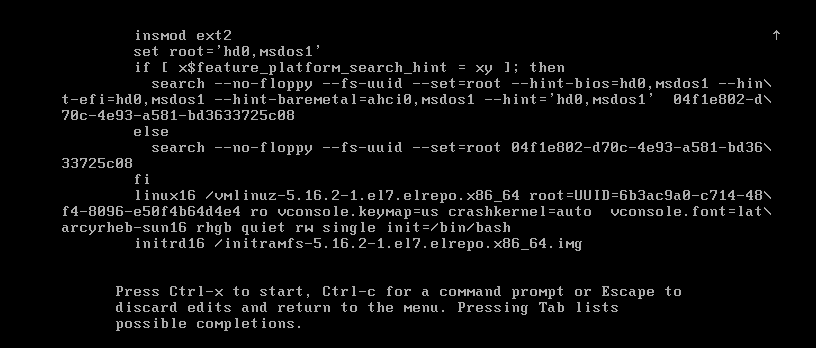 insmod ext2
set root='hd0,msdos1'
if [ x$feature_platform_search_hint = xy ]; then
search --no-floppy --fs-uuid --set=root --hint-bios=hd0,msdos1 --hin\
t-efi=hd0,msdos1 --hint-baremetal=ahci0,msdos1 --hint='hd0,msdos1'  04f1e802-d\
70c-4e93-a581-bd3633725c08
else
search --no-floppy --fs-uuid --set=root 04f1e802-d70c-4e93-a581-bd36\
33725c08
fi
linux16 /vmlinuz-5.16.2-1.el7.elrepo.x86_64 root=UUID=6b3ac9a0-c714-48\
f4-8096-e50f4b64d4e4 ro vconsole.keymap=us crashkernel=auto  vconsole.font=lat\
arcyrheb-sun16 rhgb quiet rw single init=/bin/bash
initrd16 /initramfs-5.16.2-1.el7.elrepo.x86_64.img
Press Ctrl-x to start, Ctrl-c for a command prompt or Escape to
discard edits and return to the menu. Pressing Tab lists
possible completions.